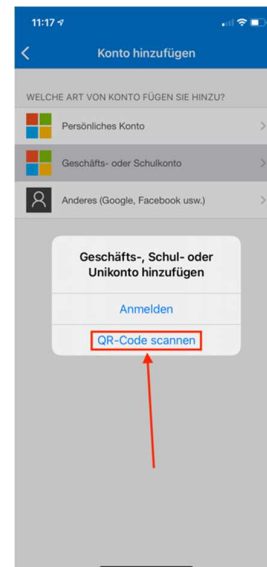 11:17
Konto hinzufügen
WELCHE ART VON KONTO FÜGEN SIE HINZU?
Persönliches Konto
Geschäfts- oder Schulkonto
Anderes (Google, Facebook usw.)
Geschäfts-, Schul- oder
Unikonto hinzufügen
Anmelden
QR-Code scannen